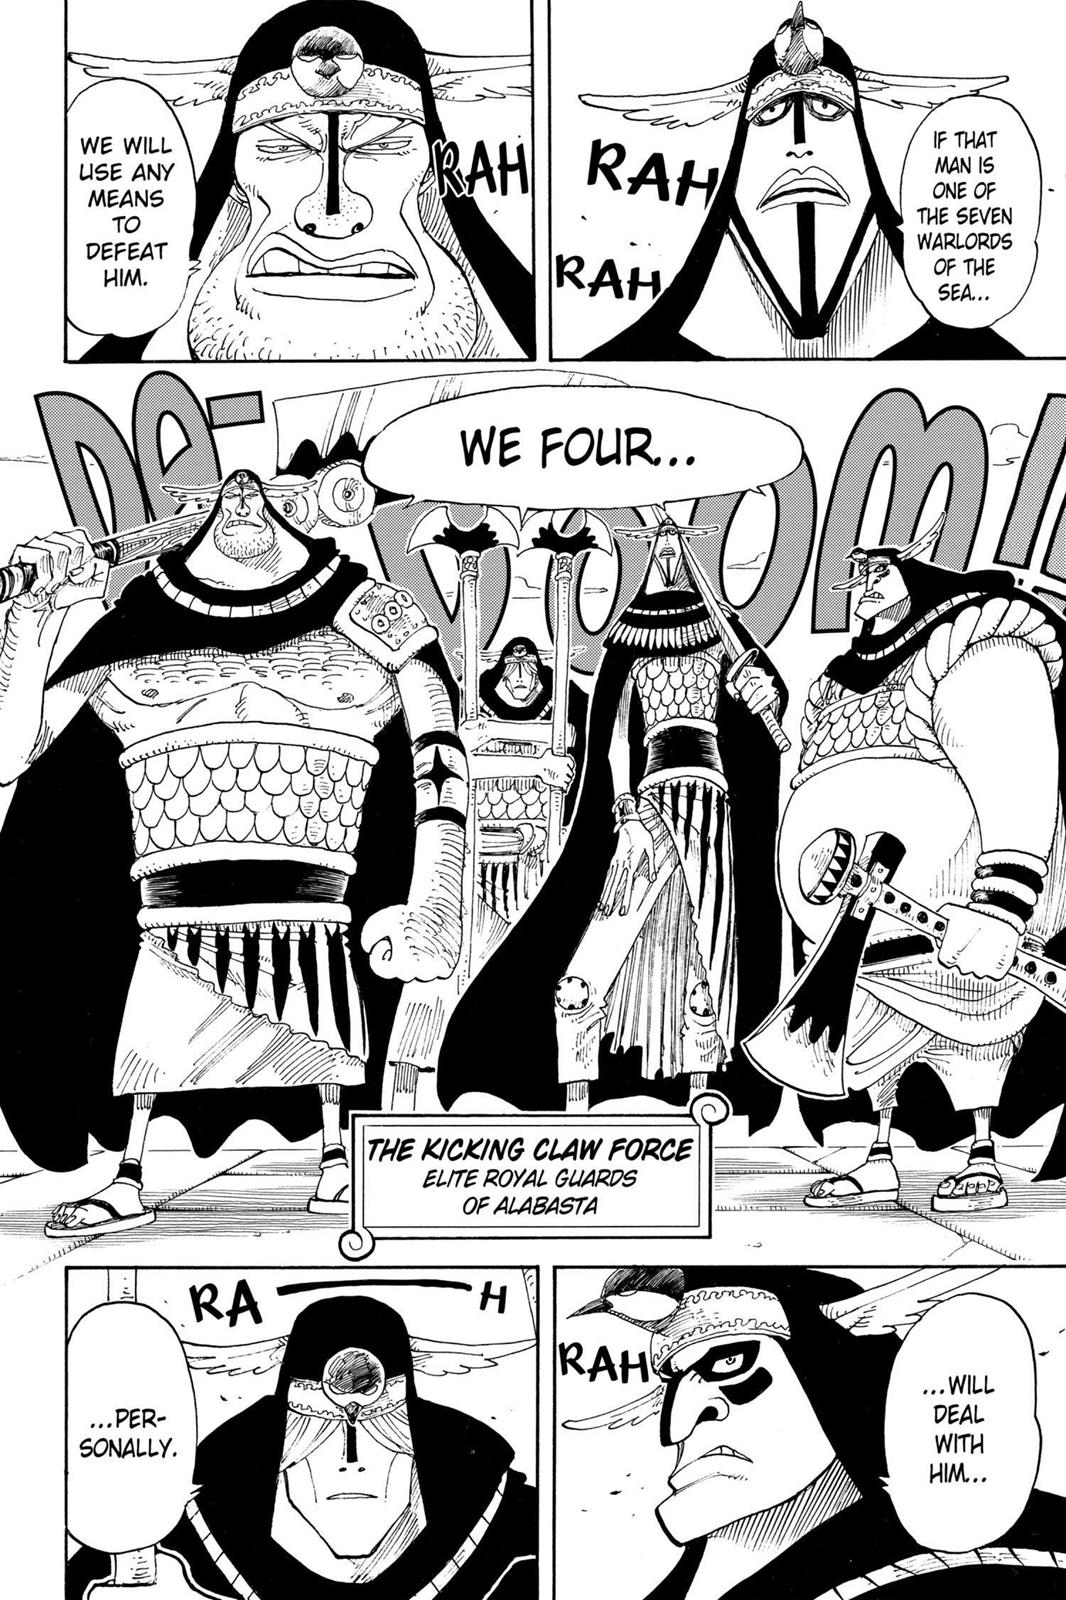 IF THAT
MAN IS
ONE OF
THE SEVEN
WARLORDS
OF THE
SEA...
RAH
RAH
WE WILL
USE ANY
MEANS
TO
DEFEAT
HIM.
RAH
WE FOUR...
DE-DOOM!!
THE KICKING CLAW FORCE
ELITE ROYAL GUARDS
OF ALABASTA
...WILL
DEAL
WITH
HIM...
RAH
RA H
...PER-
SONALLY.